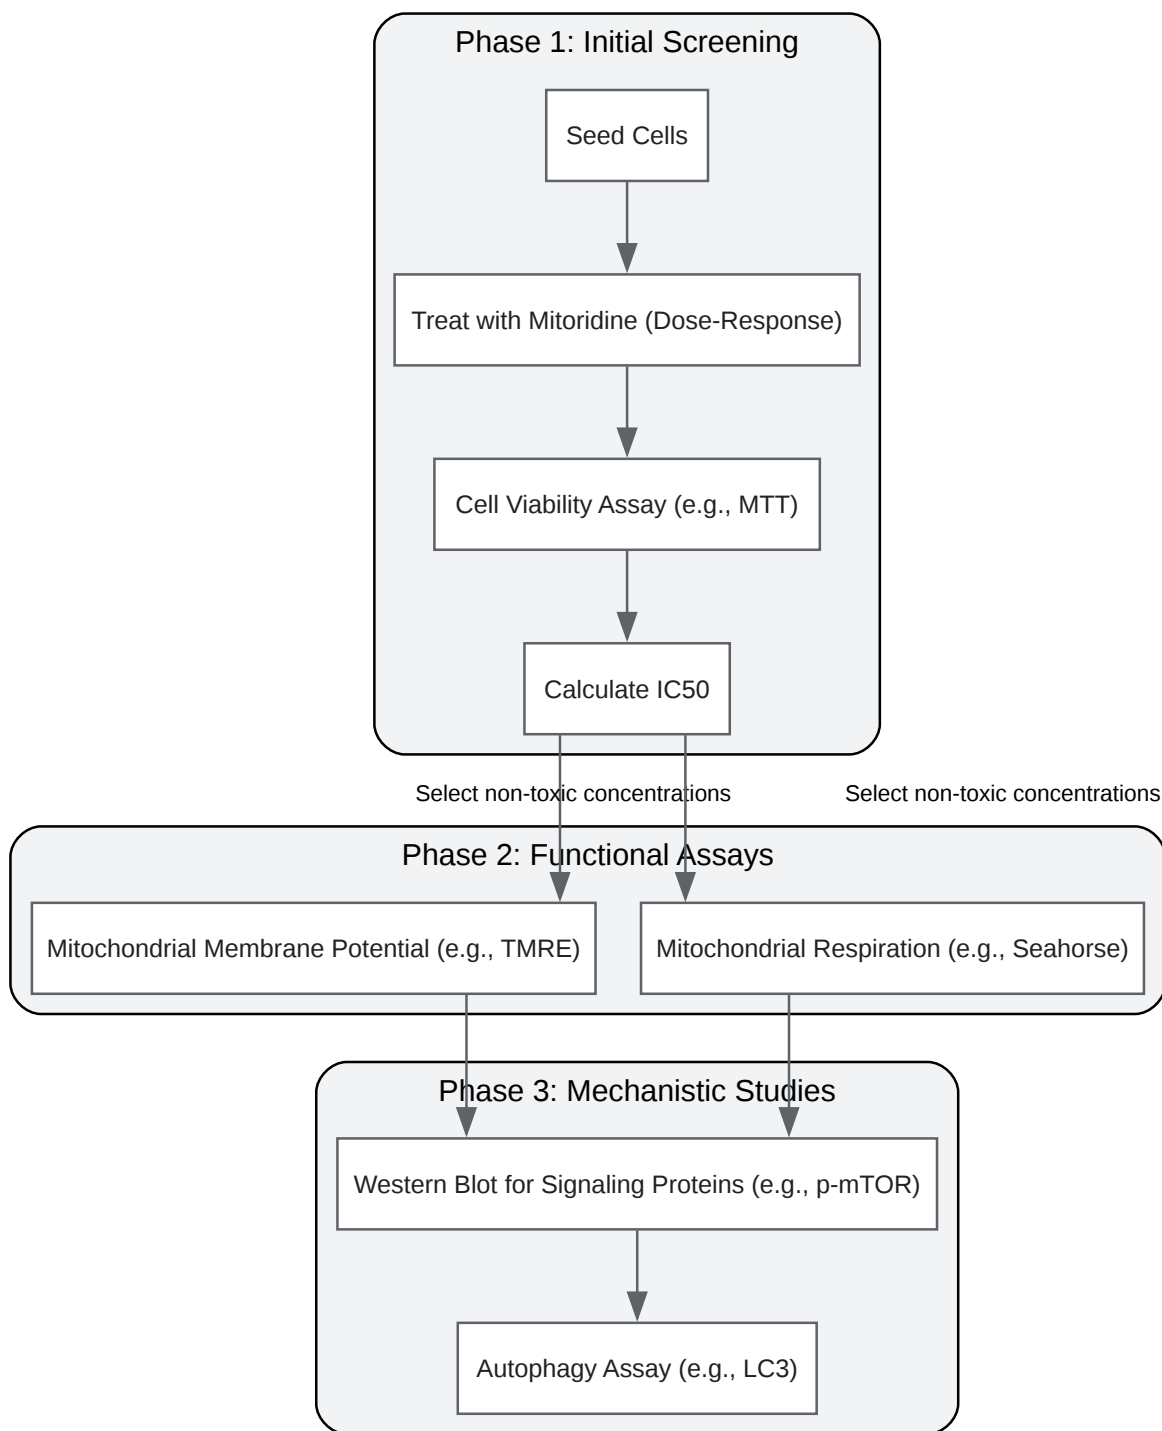 Phase 1: Initial Screening
Seed Cells
Treat with Mitoridine (Dose-Response)
Cell Viability Assay (e.g., MTT)
Calculate IC50
Select non-toxic concentrations
Select non-toxic concentrations
Phase 2: Functional Assays
Mitochondrial Membrane Potential (e.g., TMRE)
Mitochondrial Respiration (e.g., Seahorse)
Phase 3: Mechanistic Studies
Western Blot for Signaling Proteins (e.g., p-mTOR)
Autophagy Assay (e.g., LC3)